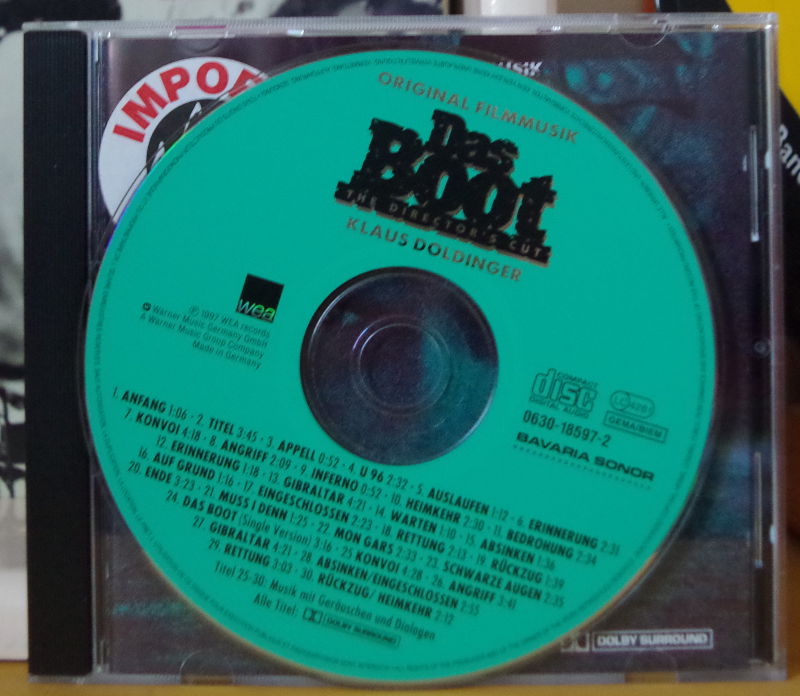 IMPO
USIK
ORIGINAL FILMMUSIK
Das
Boot
THE DIRECTOR'S CUT
KLAUS DOLDINGER
wea
℗ 1997 WEA records
Warner Music Germany GmbH
A Warner Music Group Company
Made in Germany
COMPACT
disc
DIGITAL AUDIO
LC 4281
GEMA/BIEM
0630-18597-2
BAVARIA SONOR
1. ANFANG 1:06 · 2. TITEL 3:45 · 3. APPELL 0:52 · 4. U 96 2:32 · 5. AUSLAUFEN 1:12 · 6. ERINNERUNG 2:31
7. KONVOI 4:18 · 8. ANGRIFF 2:09 · 9. INFERNO 0:52 · 10. HEIMKEHR 2:30 · 11. BEDROHUNG 2:34
12. ERINNERUNG 1:18 · 13. GIBRALTAR 4:21 · 14. WARTEN 1:10 · 15. ABSINKEN 1:36
16. AUF GRUND 1:16 · 17. EINGESCHLOSSEN 2:23 · 18. RETTUNG 2:13 · 19. RÜCKZUG 1:39
20. ENDE 3:23 · 21. MUSS I DENN 1:25 · 22. MON GARS 2:33 · 23. SCHWARZE AUGEN 2:35
24. DAS BOOT (Single Version) 3:16 · 25 KONVOI 4:28 · 26. ANGRIFF 3:41
27. GIBRALTAR 4:21 · 28. ABSINKEN/EINGESCHLOSSEN 2:55
29. RETTUNG 3:03 · 30. RÜCKZUG/ HEIMKEHR 2:12
Titel 25-30: Musik mit Geräuschen und Dialogen
Alle Titel: DOLBY SURROUND
DOLBY SURROUND